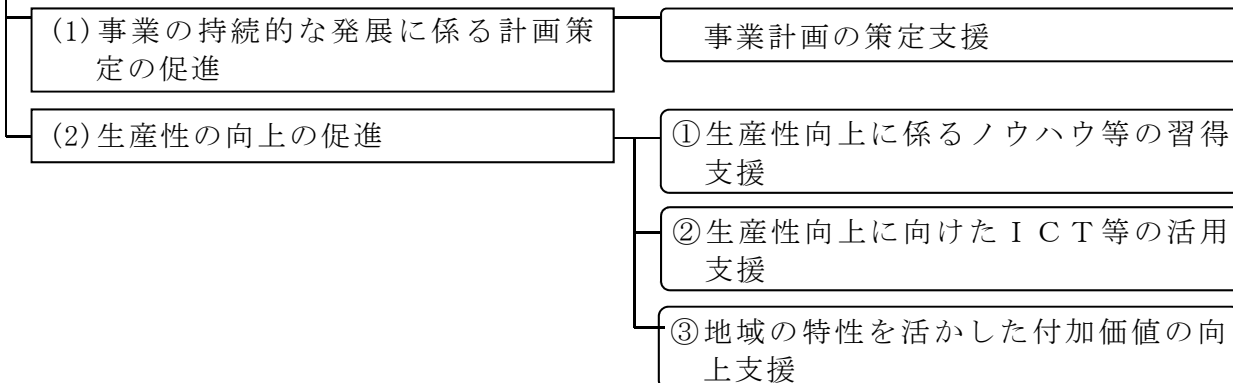 (1)事業の持続的な発展に係る計画策
定の促進
事業計画の策定支援
(2)生産性の向上の促進
①生産性向上に係るノウハウ等の習得
支援
②生産性向上に向けたＩＣＴ等の活用
支援
③地域の特性を活かした付加価値の向
上支援